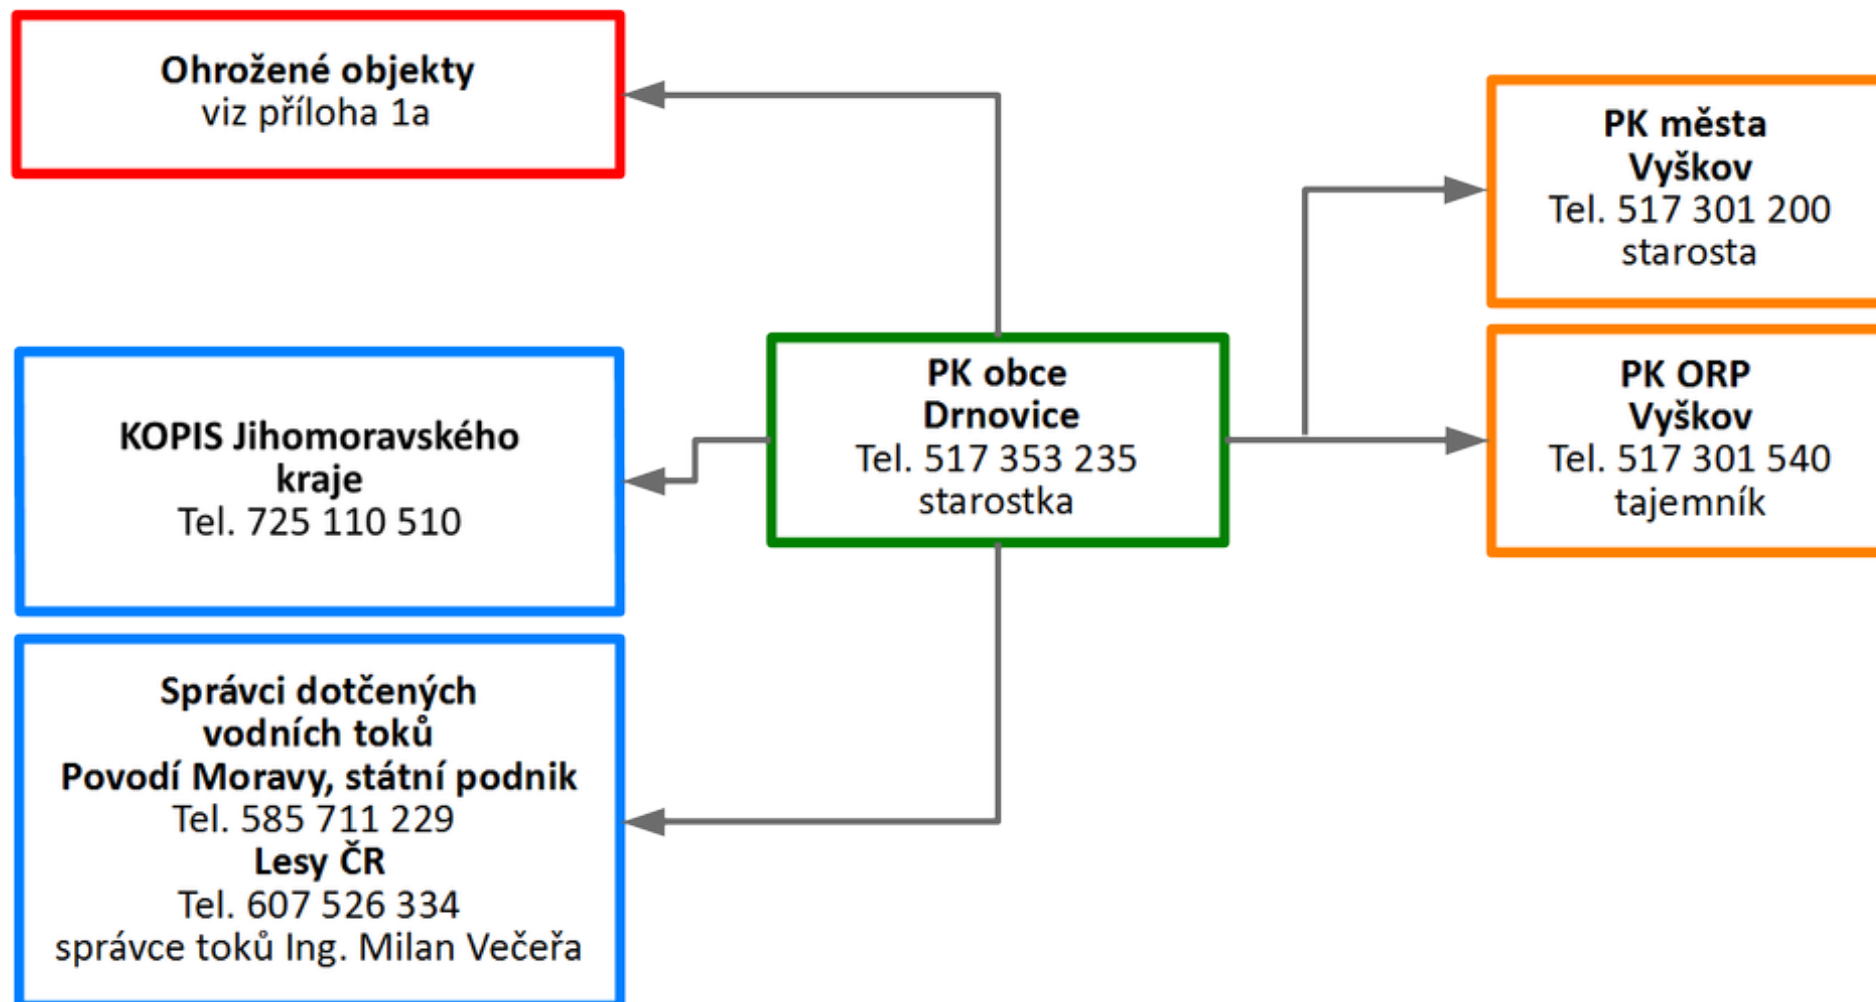 Ohrožené objekty
viz příloha 1a
PK města
Vyškov
Tel. 517 301 200
starosta
KOPIS Jihomoravského
kraje
Tel. 725 110 510
PK obce
Drnovice
Tel. 517 353 235
starostka
PK ORP
Vyškov
Tel. 517 301 540
tajemník
Správci dotčených
vodních toků
Povodí Moravy, státní podnik
Tel. 585 711 229
Lesy ČR
Tel. 607 526 334
správce toků Ing. Milan Večeřa